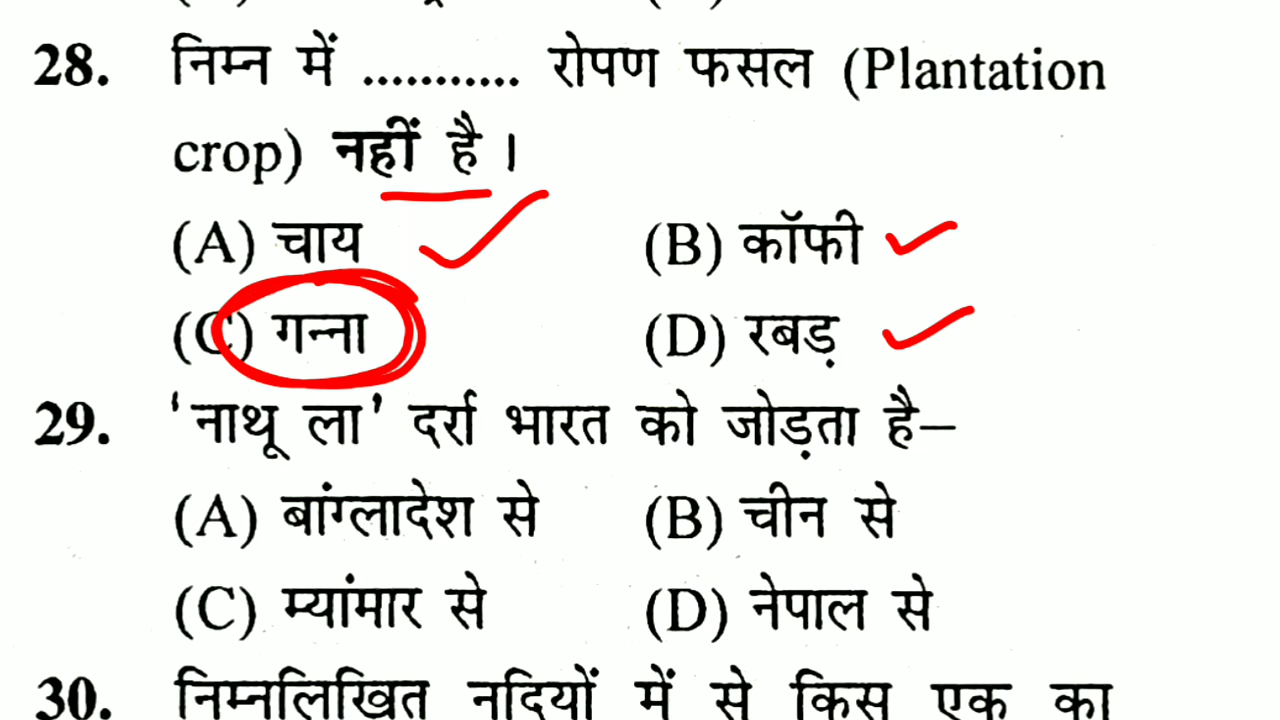 28. निम्न में ........... रोपण फसल (Plantation
crop) नहीं है ।
(A) चाय (B) कॉफी
(C) गन्ना (D) रबड़
29. 'नाथू ला' दर्रा भारत को जोड़ता है–
(A) बांग्लादेश से (B) चीन से
(C) म्यांमार से (D) नेपाल से
30. निम्नलिखित नदियों में से किस एक का